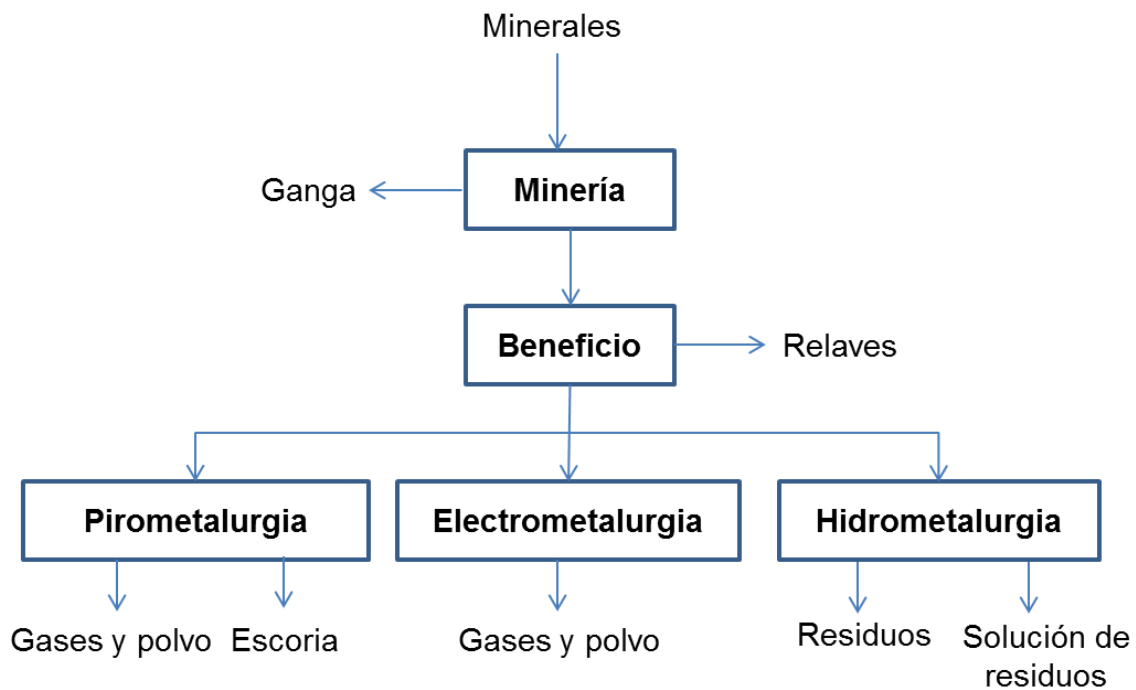 Minerales
Minería
Ganga
Beneficio
Relaves
Pirometalurgia
Electrometalurgia
Hidrometalurgia
Gases y polvo
Escoria
Gases y polvo
Residuos
Solución de
residuos